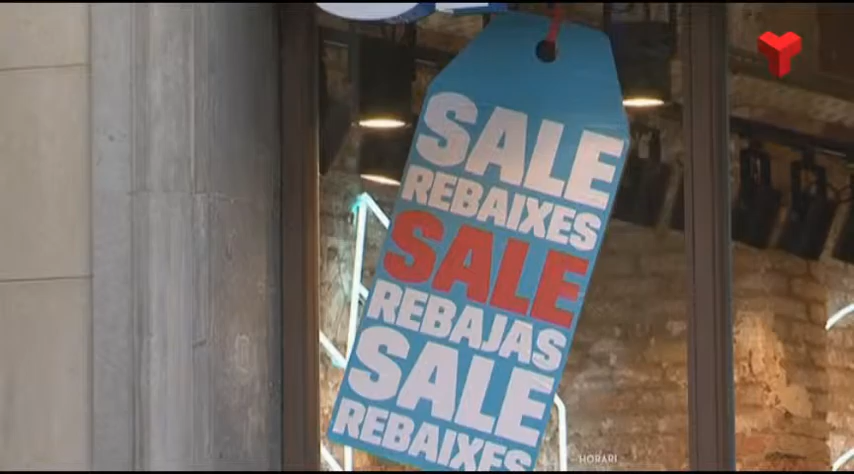 SALE
REBAIXES
SALE
REBAJAS
SALE
REBAIXES
HORARI